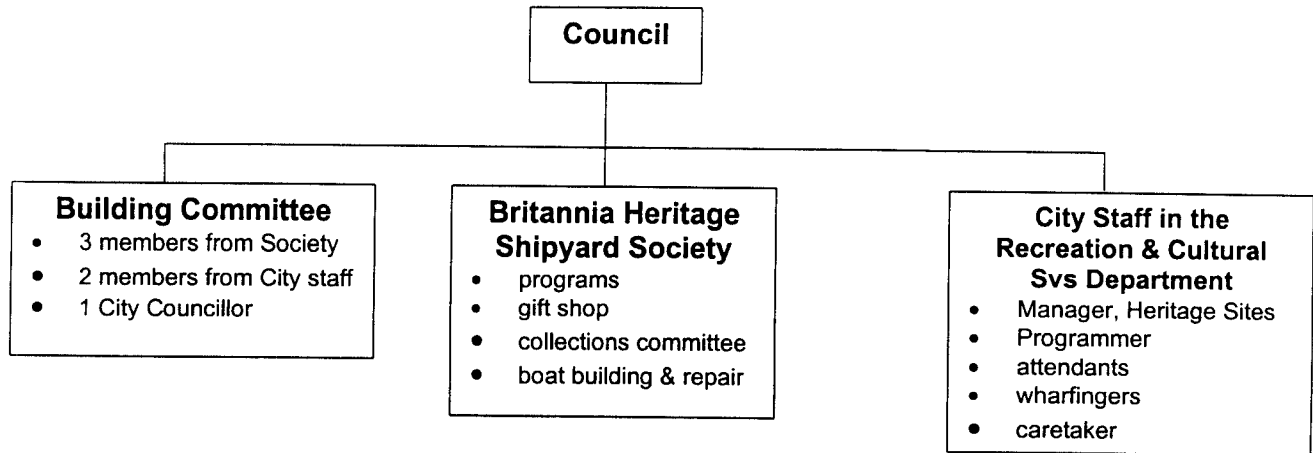 Council
Building Committee
• 3 members from Society
• 2 members from City staff
• 1 City Councillor
Britannia Heritage
Shipyard Society
• programs
• gift shop
• collections committee
• boat building & repair
City Staff in the
Recreation & Cultural
Svs Department
• Manager, Heritage Sites
• Programmer
• attendants
• wharfingers
• caretaker